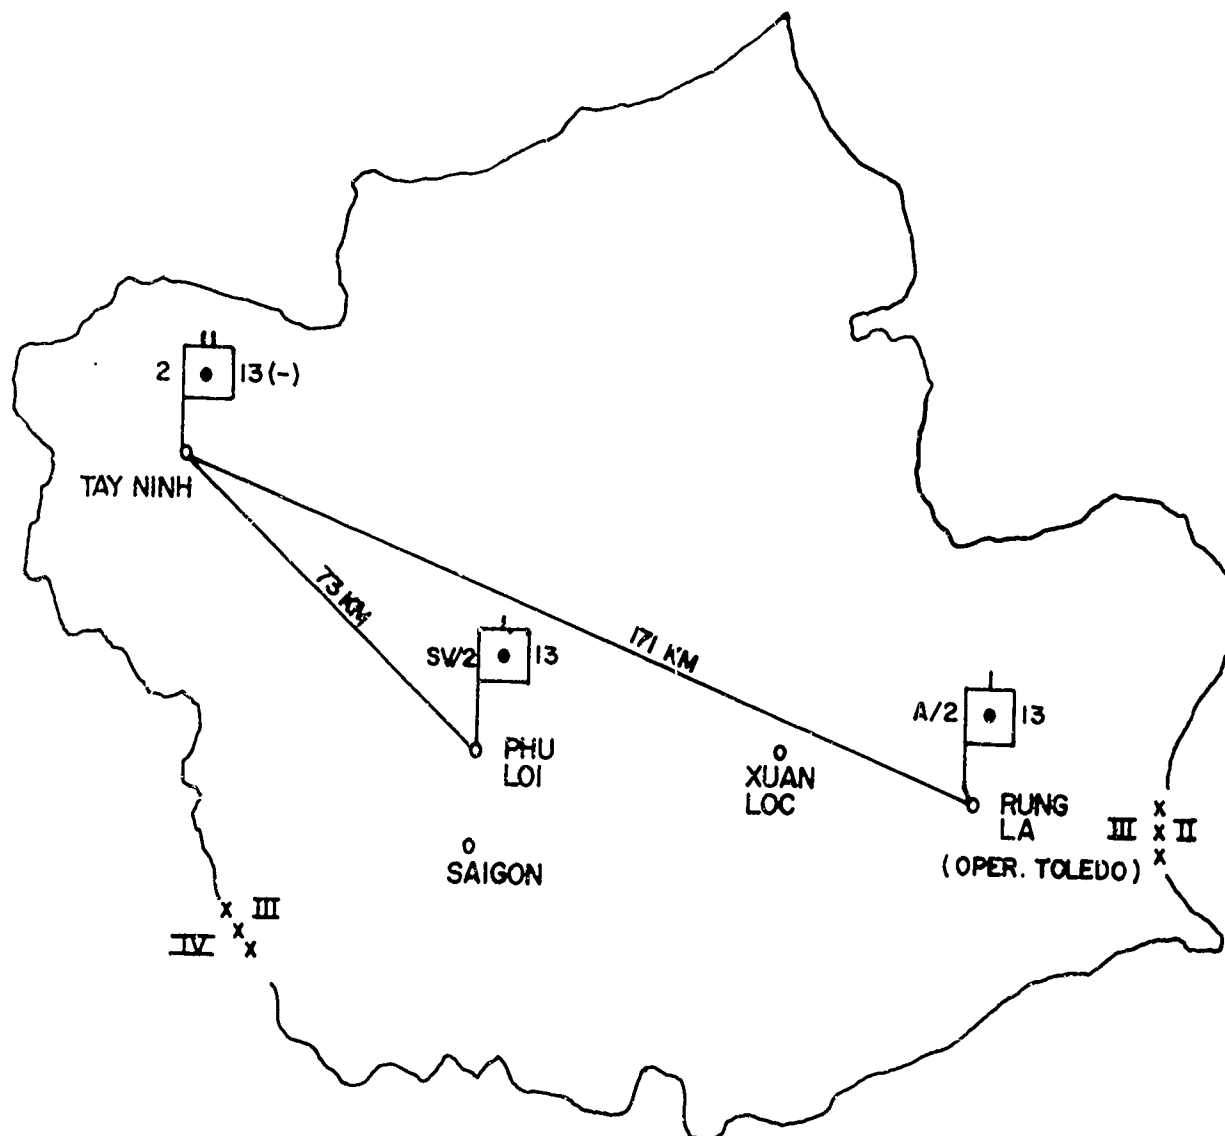 2 13 (-)
TAY NINH
73 KM
171 KM
SV/2 13
A/2 13
PHU
LOI
XUAN
LOC
RUNG
LA
(OPER. TOLEDO)
III x x x II
SAIGON
x x x III
IV